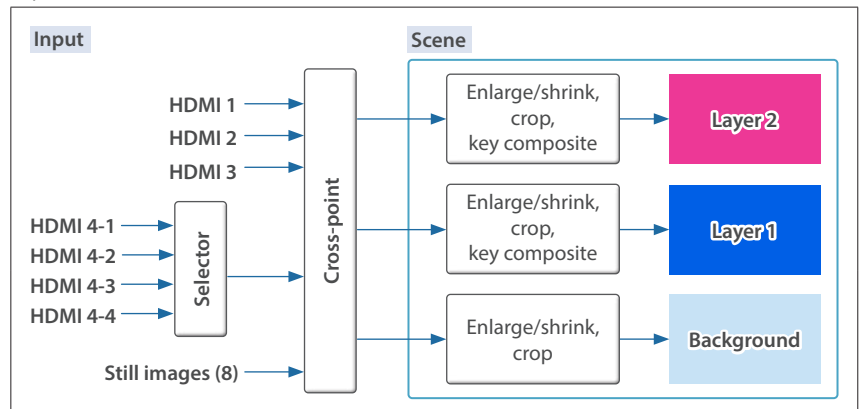 Input
Scene
HDMI 1
HDMI 2
HDMI 3
HDMI 4-1
HDMI 4-2
HDMI 4-3
HDMI 4-4
Selector
Still images (8)
Cross-point
Enlarge/shrink,
crop,
key composite
Layer 2
Enlarge/shrink,
crop,
key composite
Layer 1
Enlarge/shrink,
crop
Background